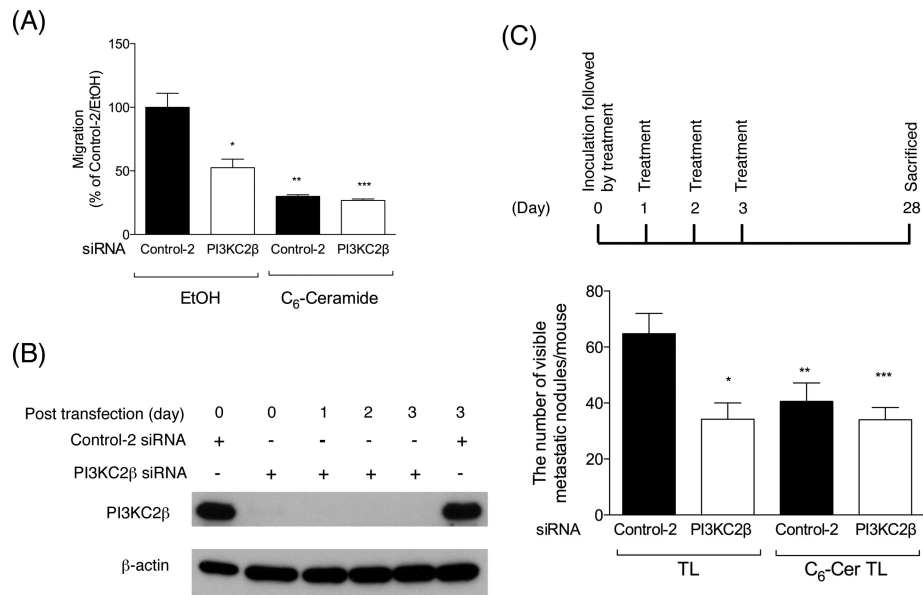 (A)
Migration
(% of Control-2/EtOH)
150
100
50
0
*
**
***
siRNA Control-2 PI3KC2β Control-2 PI3KC2β
EtOH C₆-Ceramide
(B)
Post transfection (day) 0 0 1 2 3 3
Control-2 siRNA + - - - - +
PI3KC2β siRNA - + + + + -
PI3KC2β
β-actin
(C)
Inoculation followed
by treatment
Treatment
Treatment
Treatment
Sacrificed
(Day) 0 1 2 3 28
The number of visible
metastatic nodules/mouse
80
60
40
20
0
*
**
***
siRNA Control-2 PI3KC2β Control-2 PI3KC2β
TL C₆-Cer TL